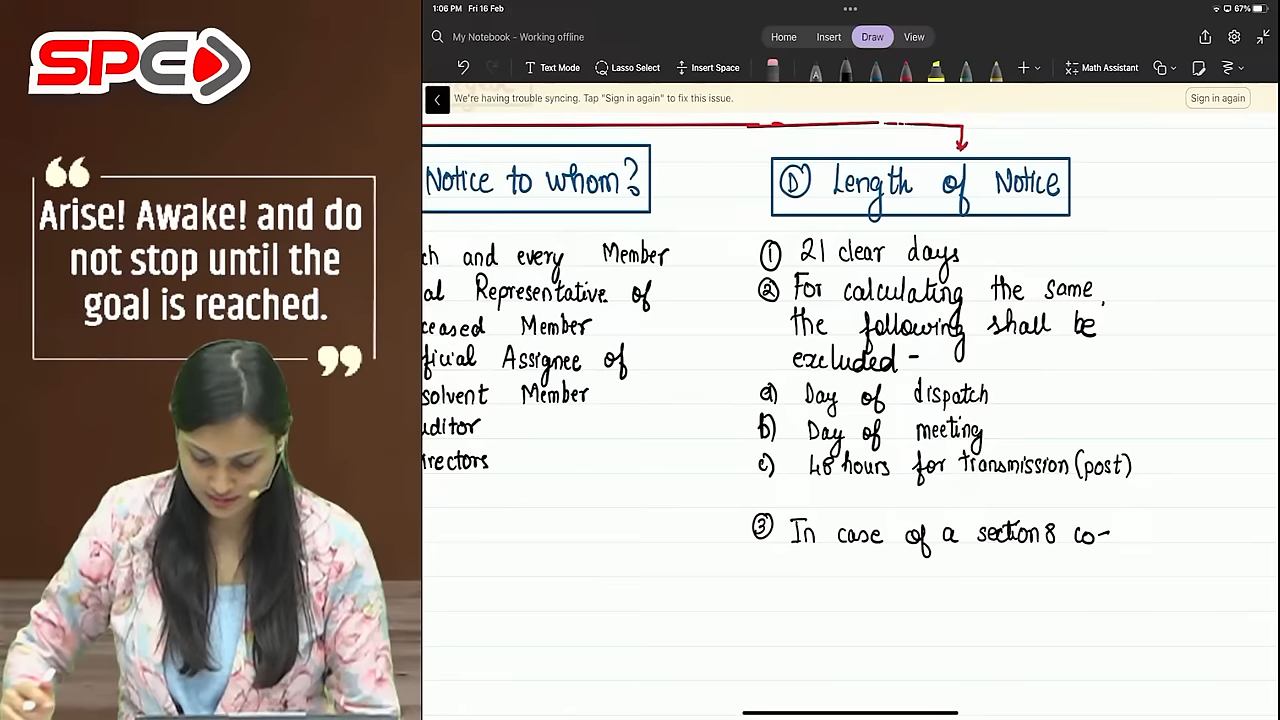 1:06 PM Fri 16 Feb
67%
SPC
My Notebook - Working offline
Home Insert Draw View
Text Mode Lasso Select Insert Space Math Assistant
We're having trouble syncing. Tap "Sign in again" to fix this issue.
Sign in again
“
Arise! Awake! and do
not stop until the
goal is reached.
”
Notice to whom?
ch and every Member
al Representative of
ceased Member
ficial Assignee of
solvent Member
uditor
irectors
D Length of Notice
1 21 clear days
2 For calculating the same,
the following shall be
excluded -
a) Day of dispatch
b) Day of meeting
c) 48 hours for transmission (post)
3 In case of a section 8 co-